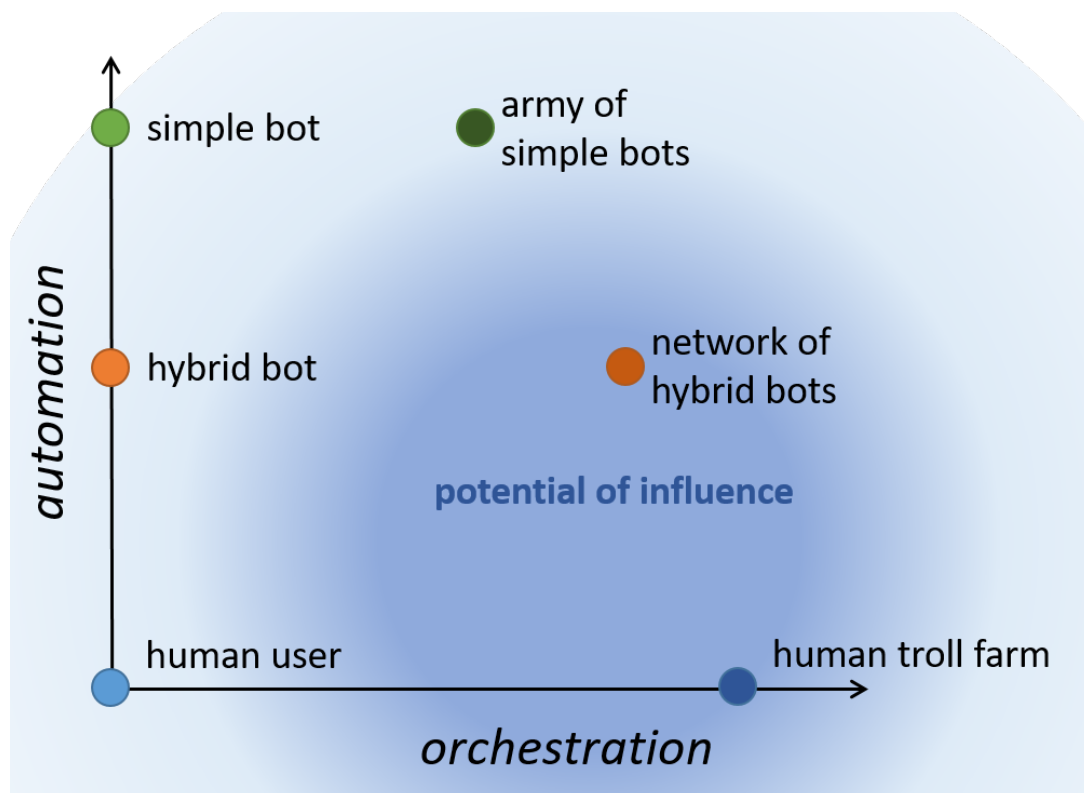 simple bot
army of
simple bots
automation
hybrid bot
network of
hybrid bots
potential of influence
human user
human troll farm
orchestration